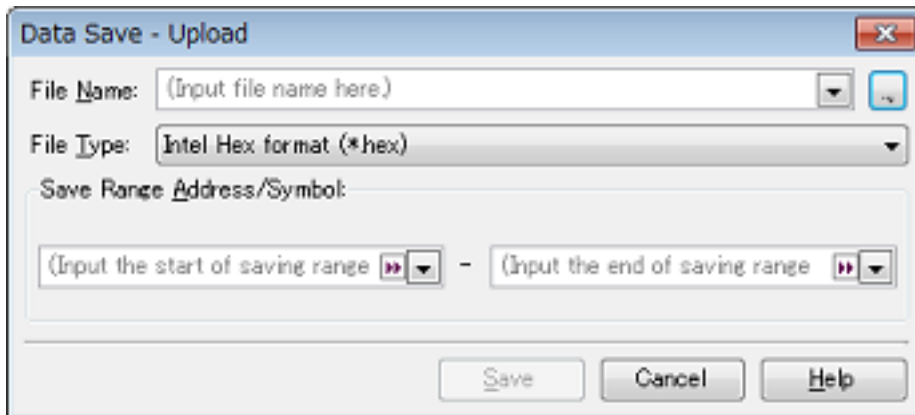 Data Save - Upload
File Name: (Input file name here.)
...
File Type: Intel Hex format (*.hex)
Save Range Address/Symbol:
(Input the start of saving range - (Input the end of saving range
Save Cancel Help